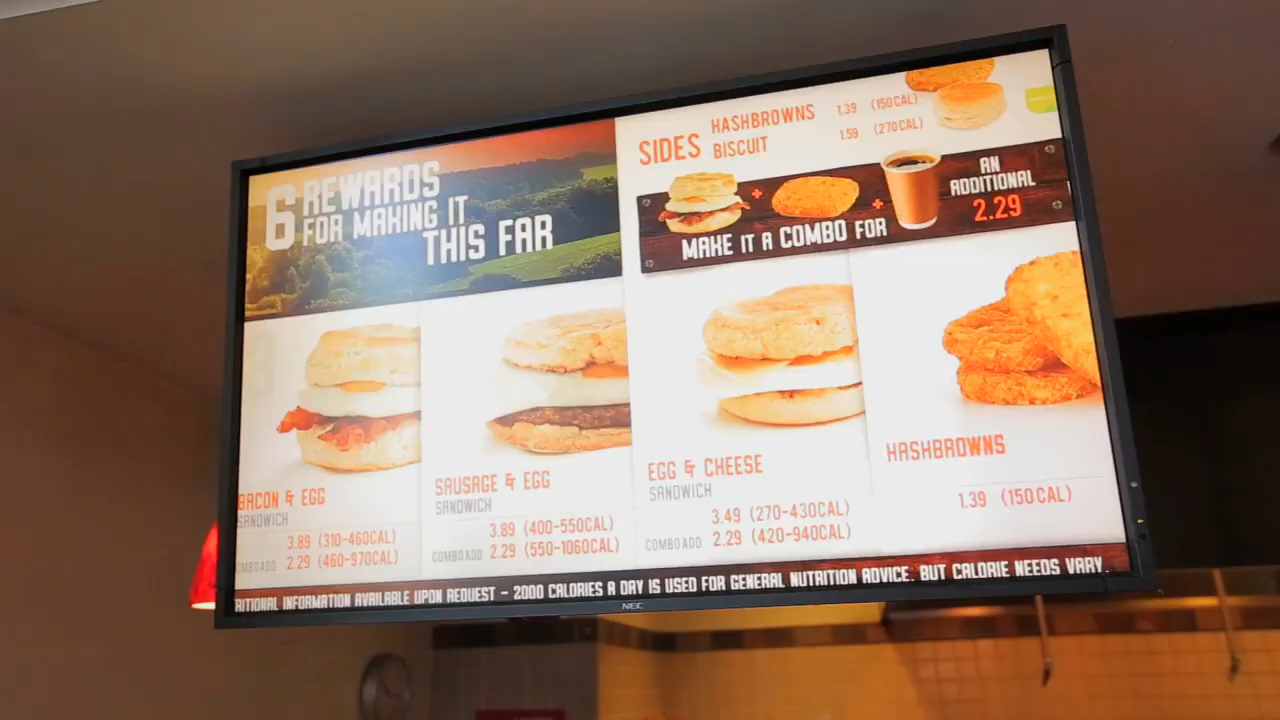 6 REWARDS
FOR MAKING IT
THIS FAR
SIDES
HASHBROWNS 1.39 (150CAL)
BISCUIT 1.59 (270CAL)
+ +
MAKE IT A COMBO FOR
AN
ADDITIONAL
2.29
BACON & EGG
SANDWICH
3.89 (310-460CAL)
COMBO ADD 2.29 (460-970CAL)
SAUSAGE & EGG
SANDWICH
3.89 (400-550CAL)
COMBO ADD 2.29 (550-1060CAL)
EGG & CHEESE
SANDWICH
3.49 (270-430CAL)
COMBO ADD 2.29 (420-940CAL)
HASHBROWNS
1.39 (150CAL)
ITIONAL INFORMATION AVAILABLE UPON REQUEST - 2000 CALORIES A DAY IS USED FOR GENERAL NUTRITION ADVICE. BUT CALORIE NEEDS VARY.
NEC